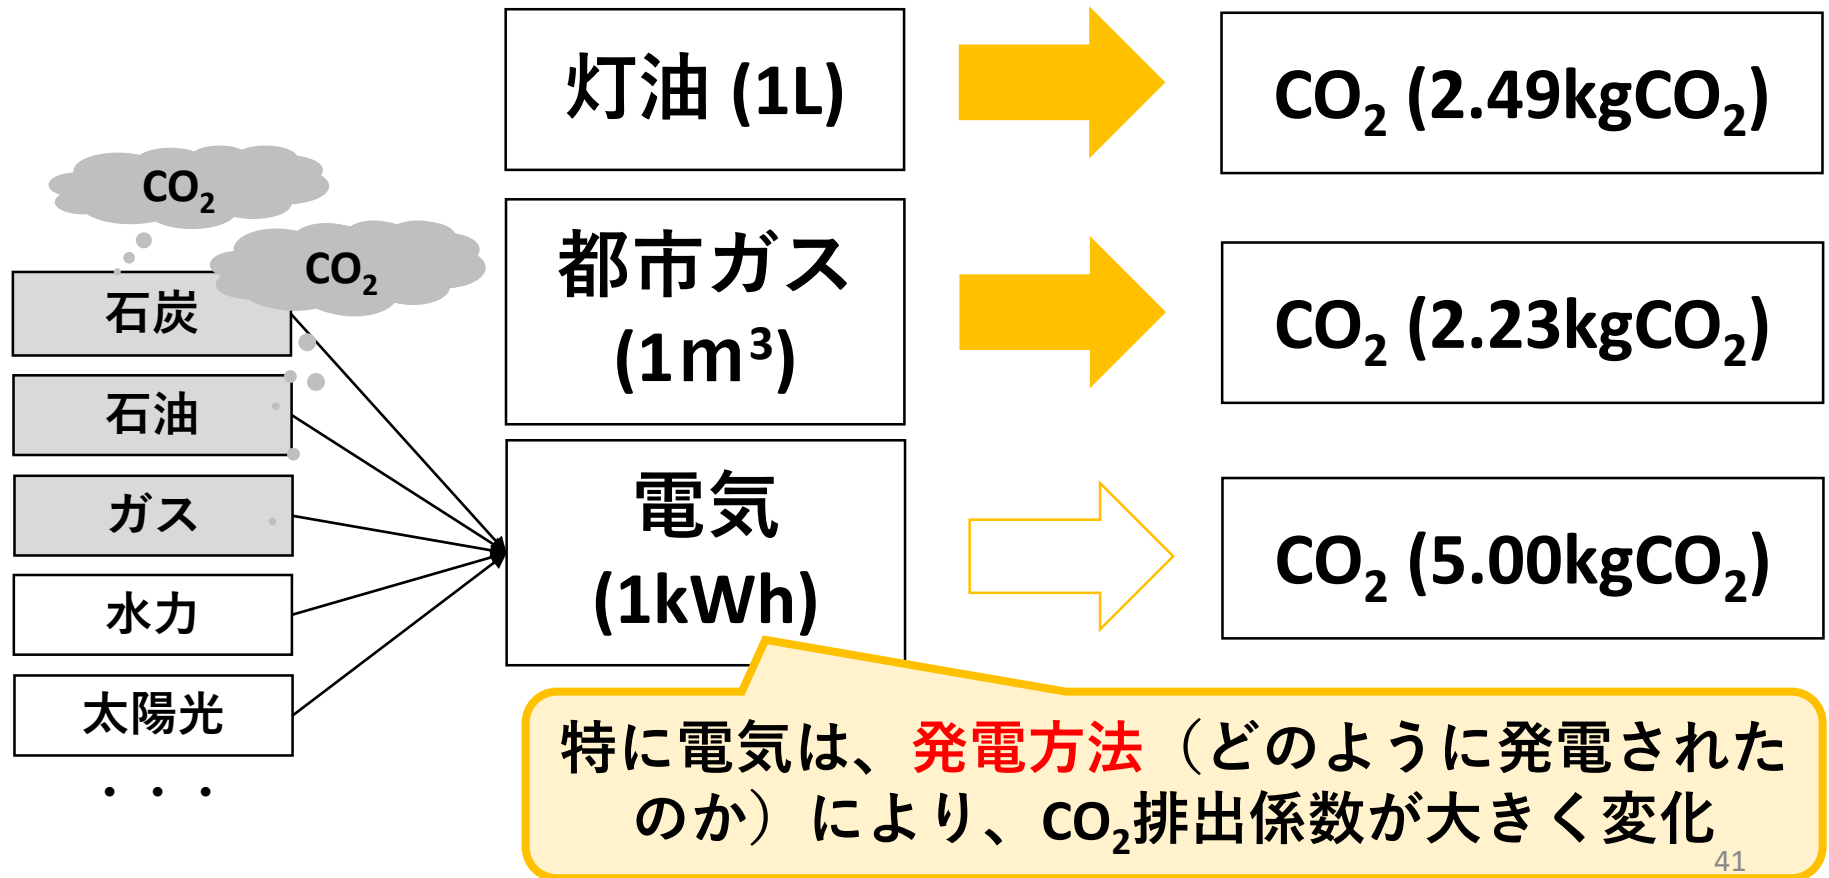 灯油 (1L)
CO₂ (2.49kgCO₂)
CO₂
CO₂
都市ガス
(1m³)
CO₂ (2.23kgCO₂)
石炭
石油
ガス
水力
太陽光
・・・
電気
(1kWh)
CO₂ (5.00kgCO₂)
特に電気は、発電方法（どのように発電された
のか）により、CO₂排出係数が大きく変化
41